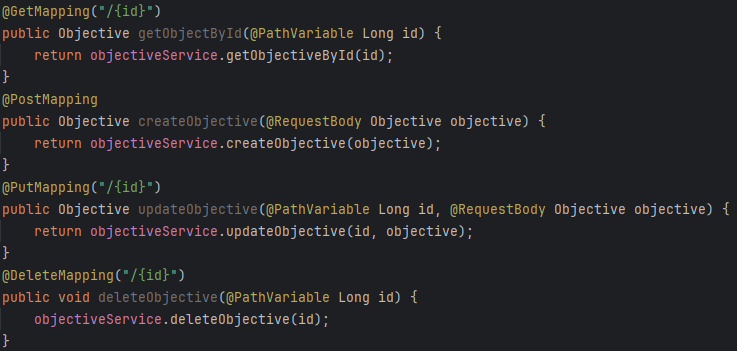 @GetMapping("/{id}")
public Objective getObjectById(@PathVariable Long id) {
    return objectiveService.getObjectiveById(id);
}
@PostMapping
public Objective createObjective(@RequestBody Objective objective) {
    return objectiveService.createObjective(objective);
}
@PutMapping("/{id}")
public Objective updateObjective(@PathVariable Long id, @RequestBody Objective objective) {
    return objectiveService.updateObjective(id, objective);
}
@DeleteMapping("/{id}")
public void deleteObjective(@PathVariable Long id) {
    objectiveService.deleteObjective(id);
}